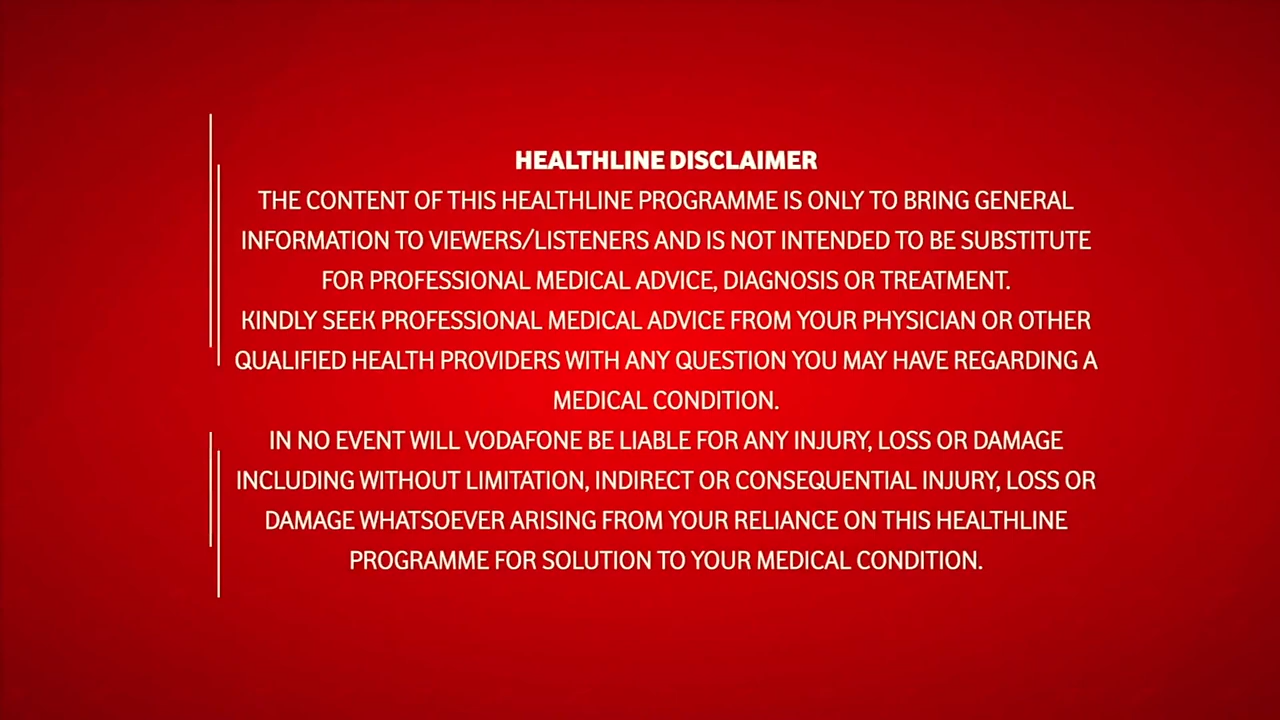 HEALTHLINE DISCLAIMER
THE CONTENT OF THIS HEALTHLINE PROGRAMME IS ONLY TO BRING GENERAL
INFORMATION TO VIEWERS/LISTENERS AND IS NOT INTENDED TO BE SUBSTITUTE
FOR PROFESSIONAL MEDICAL ADVICE, DIAGNOSIS OR TREATMENT.
KINDLY SEEK PROFESSIONAL MEDICAL ADVICE FROM YOUR PHYSICIAN OR OTHER
QUALIFIED HEALTH PROVIDERS WITH ANY QUESTION YOU MAY HAVE REGARDING A
MEDICAL CONDITION.
IN NO EVENT WILL VODAFONE BE LIABLE FOR ANY INJURY, LOSS OR DAMAGE
INCLUDING WITHOUT LIMITATION, INDIRECT OR CONSEQUENTIAL INJURY, LOSS OR
DAMAGE WHATSOEVER ARISING FROM YOUR RELIANCE ON THIS HEALTHLINE
PROGRAMME FOR SOLUTION TO YOUR MEDICAL CONDITION.